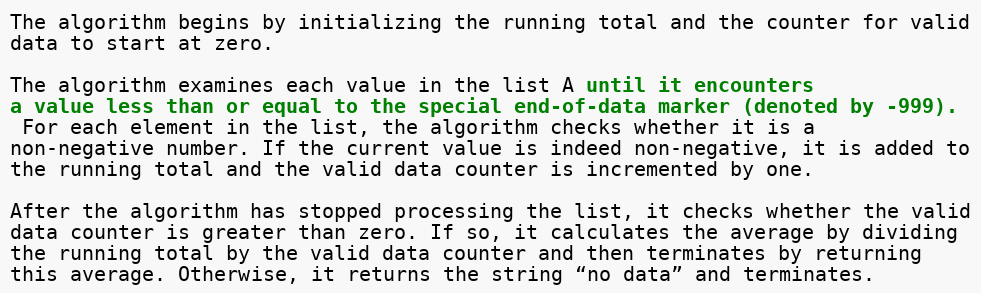 The algorithm begins by initializing the running total and the counter for valid
data to start at zero.
The algorithm examines each value in the list A until it encounters
a value less than or equal to the special end-of-data marker (denoted by -999).
For each element in the list, the algorithm checks whether it is a
non-negative number. If the current value is indeed non-negative, it is added to
the running total and the valid data counter is incremented by one.
After the algorithm has stopped processing the list, it checks whether the valid
data counter is greater than zero. If so, it calculates the average by dividing
the running total by the valid data counter and then terminates by returning
this average. Otherwise, it returns the string “no data” and terminates.